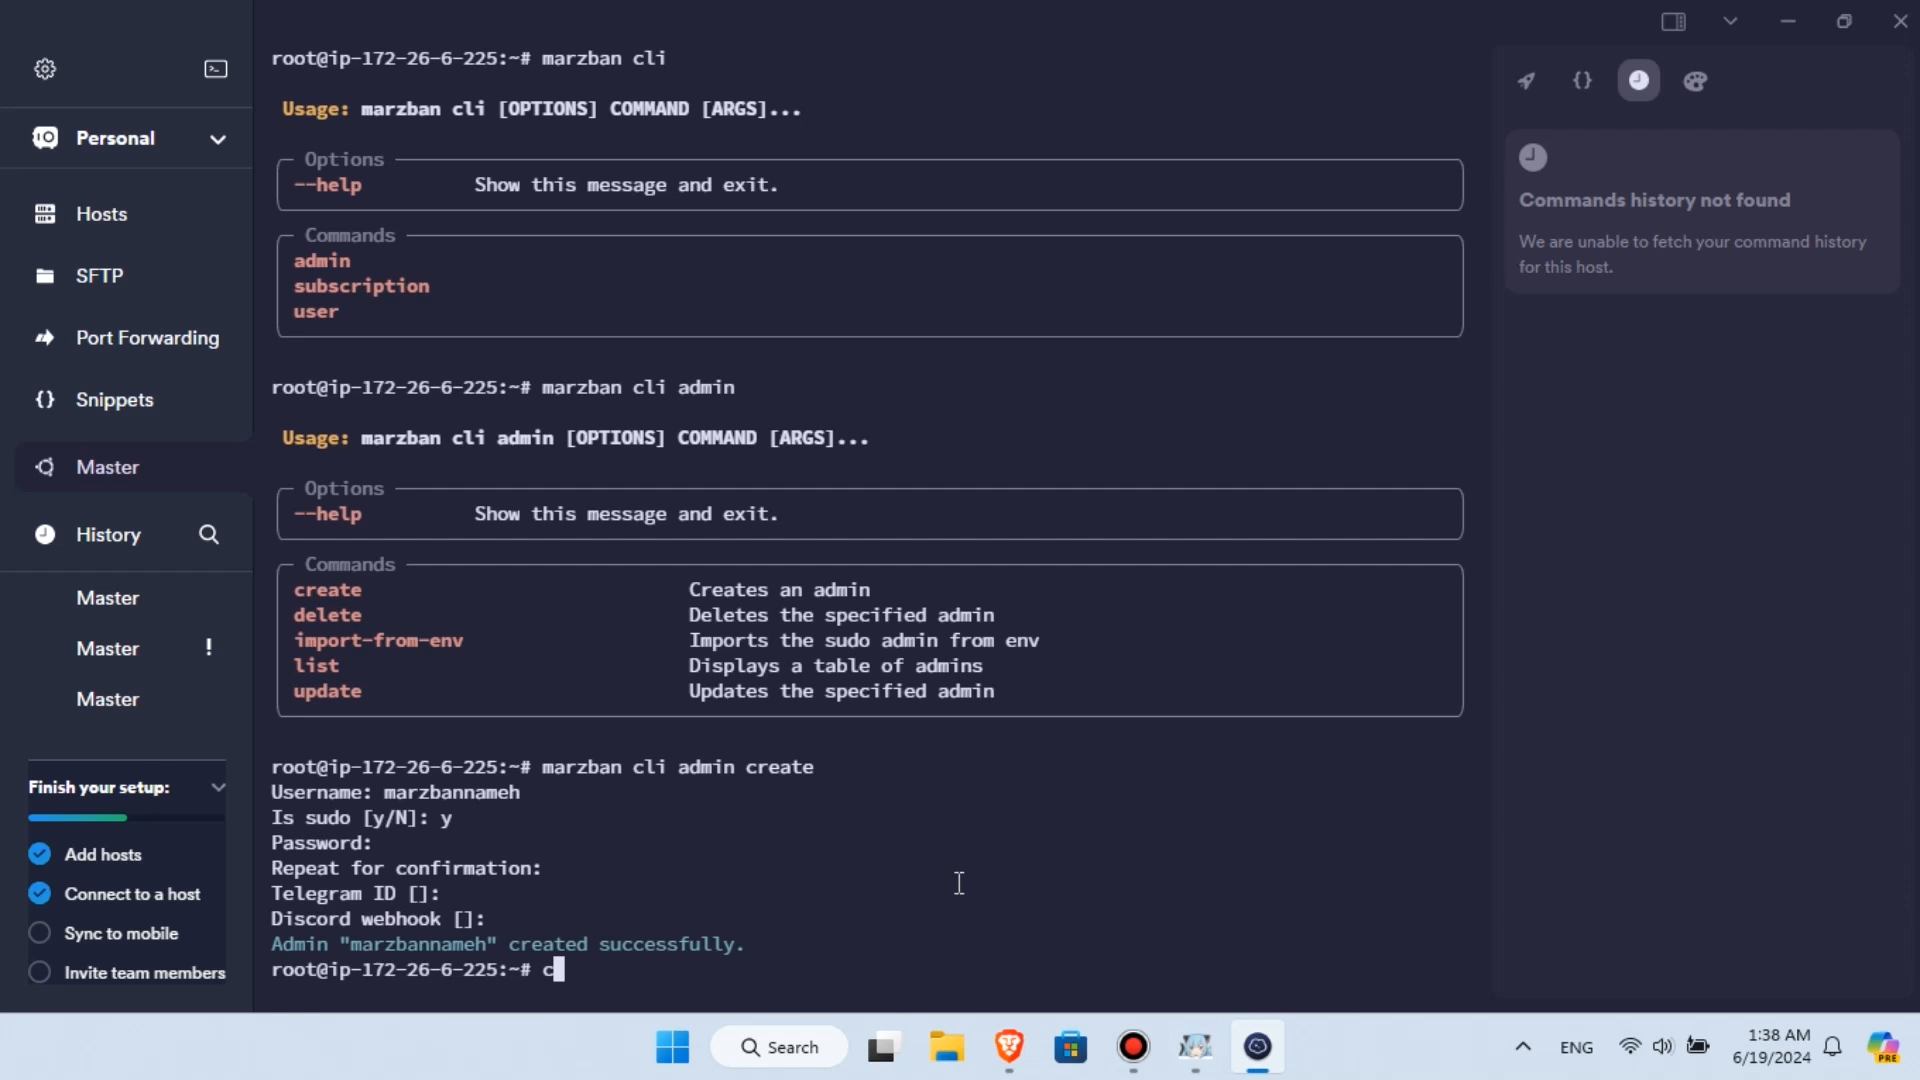 Personal
Hosts
SFTP
Port Forwarding
Snippets
Master
History
Master
Master !
Master
Finish your setup:
Add hosts
Connect to a host
Sync to mobile
Invite team members
root@ip-172-26-6-225:~# marzban cli
Usage: marzban cli [OPTIONS] COMMAND [ARGS]...
Options
--help Show this message and exit.
Commands
admin
subscription
user
root@ip-172-26-6-225:~# marzban cli admin
Usage: marzban cli admin [OPTIONS] COMMAND [ARGS]...
Options
--help Show this message and exit.
Commands
create Creates an admin
delete Deletes the specified admin
import-from-env Imports the sudo admin from env
list Displays a table of admins
update Updates the specified admin
root@ip-172-26-6-225:~# marzban cli admin create
Username: marzbannameh
Is sudo [y/N]: y
Password:
Repeat for confirmation:
Telegram ID []:
Discord webhook []:
Admin "marzbannameh" created successfully.
root@ip-172-26-6-225:~# c
{}
Commands history not found
We are unable to fetch your command history
for this host.
Search
ENG
1:38 AM
6/19/2024
PRE